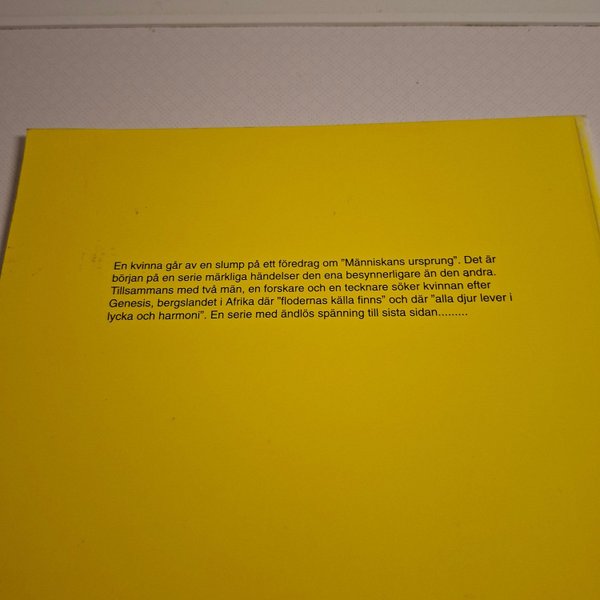 En kvinna går av en slump på ett föredrag om "Människans ursprung". Det är
början på en serie märkliga händelser den ena besynnerligare än den andra.
Tillsammans med två män, en forskare och en tecknare söker kvinnan efter
Genesis, bergslandet i Afrika där "flodernas källa finns" och där "alla djur lever i
lycka och harmoni". En serie med ändlös spänning till sista sidan.........